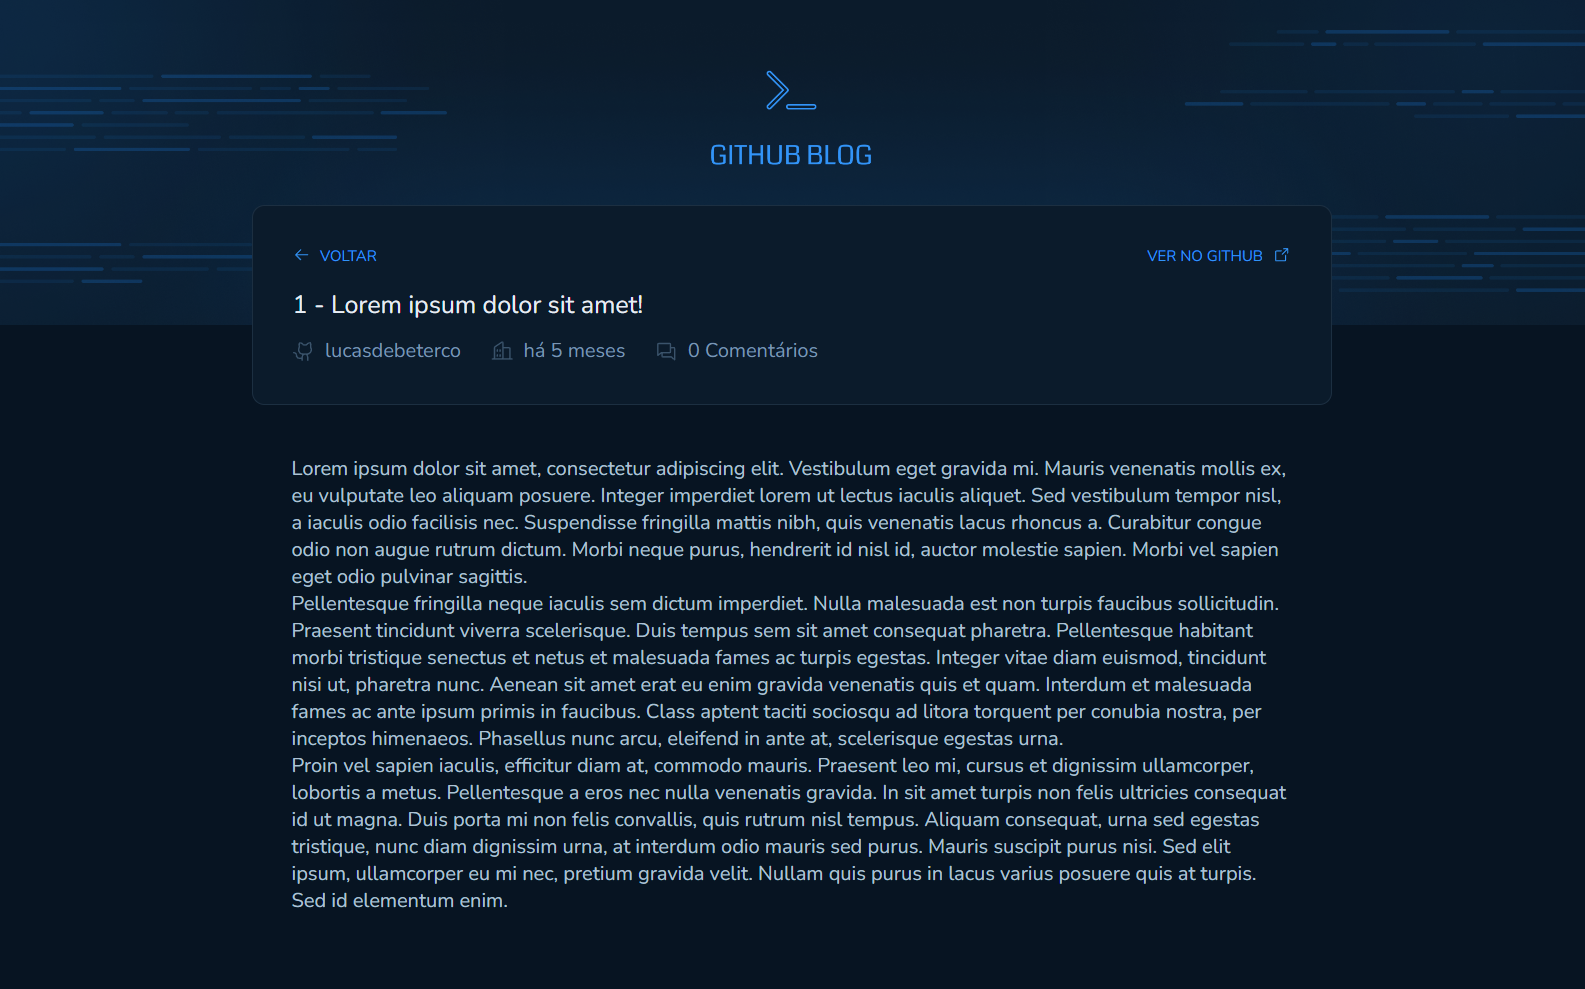 GITHUB BLOG
VOLTAR
VER NO GITHUB
1 - Lorem ipsum dolor sit amet!
lucasdebeterco
há 5 meses
0 Comentários
Lorem ipsum dolor sit amet, consectetur adipiscing elit. Vestibulum eget gravida mi. Mauris venenatis mollis ex,
eu vulputate leo aliquam posuere. Integer imperdiet lorem ut lectus iaculis aliquet. Sed vestibulum tempor nisl,
a iaculis odio facilisis nec. Suspendisse fringilla mattis nibh, quis venenatis lacus rhoncus a. Curabitur congue
odio non augue rutrum dictum. Morbi neque purus, hendrerit id nisl id, auctor molestie sapien. Morbi vel sapien
eget odio pulvinar sagittis.
Pellentesque fringilla neque iaculis sem dictum imperdiet. Nulla malesuada est non turpis faucibus sollicitudin.
Praesent tincidunt viverra scelerisque. Duis tempus sem sit amet consequat pharetra. Pellentesque habitant
morbi tristique senectus et netus et malesuada fames ac turpis egestas. Integer vitae diam euismod, tincidunt
nisi ut, pharetra nunc. Aenean sit amet erat eu enim gravida venenatis quis et quam. Interdum et malesuada
fames ac ante ipsum primis in faucibus. Class aptent taciti sociosqu ad litora torquent per conubia nostra, per
inceptos himenaeos. Phasellus nunc arcu, eleifend in ante at, scelerisque egestas urna.
Proin vel sapien iaculis, efficitur diam at, commodo mauris. Praesent leo mi, cursus et dignissim ullamcorper,
lobortis a metus. Pellentesque a eros nec nulla venenatis gravida. In sit amet turpis non felis ultricies consequat
id ut magna. Duis porta mi non felis convallis, quis rutrum nisl tempus. Aliquam consequat, urna sed egestas
tristique, nunc diam dignissim urna, at interdum odio mauris sed purus. Mauris suscipit purus nisi. Sed elit
ipsum, ullamcorper eu mi nec, pretium gravida velit. Nullam quis purus in lacus varius posuere quis at turpis.
Sed id elementum enim.